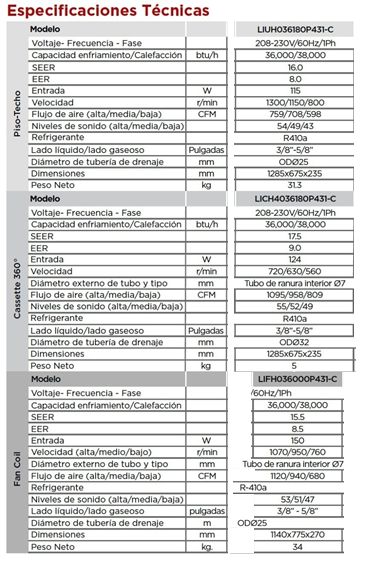 Especificaciones Técnicas
Piso-Techo
Modelo LIUH036180P431-C
Voltaje- Frecuencia - Fase 208-230V/60Hz/1Ph
Capacidad enfriamiento/Calefacción btu/h 36,000/38,000
SEER 16.0
EER 8.0
Entrada W 115
Velocidad r/min 1300/1150/800
Flujo de aire (alta/media/baja) CFM 759/708/598
Niveles de sonido (alta/media/baja) 54/49/43
Refrigerante R410a
Lado líquido/lado gaseoso Pulgadas 3/8"-5/8"
Diámetro de tubería de drenaje mm ODØ25
Dimensiones mm 1285x675x235
Peso Neto kg 31.3
Cassette 360°
Modelo LICH4036180P431-C
Voltaje- Frecuencia - Fase 208-230V/60Hz/1Ph
Capacidad enfriamiento/Calefacción btu/h 36,000/38,000
SEER 17.5
EER 9.0
Entrada W 124
Velocidad r/min 720/630/560
Diámetro externo de tubo y tipo mm Tubo de ranura interior Ø7
Flujo de aire (alta/media/baja) CFM 1095/958/809
Niveles de sonido (alta/media/baja) 55/52/49
Refrigerante R410a
Lado líquido/lado gaseoso Pulgadas 3/8"-5/8"
Diámetro de tubería de drenaje mm ODØ32
Dimensiones mm 1285x675x235
Peso Neto kg 5
Fan Coil
Modelo LIFH036000P431-C
Voltaje- Frecuencia - Fase /60Hz/1Ph
Capacidad enfriamiento/Calefacción btu/h 36,000/38,000
SEER 15.5
EER 8.5
Entrada W 150
Velocidad (alta/medio/bajo) r/min 1070/950/760
Diámetro externo de tubo y tipo mm Tubo de ranura interior Ø7
Flujo de aire (alta/media/baja) CFM 1120/940/680
Refrigerante R-410a
Niveles de sonido (alta/media/baja) 53/51/47
Lado líquido/lado gaseoso pulgadas 3/8" - 5/8"
Diámetro de tubería de drenaje m ODØ25
Dimensiones mm 1140x775x270
Peso Neto kg. 34